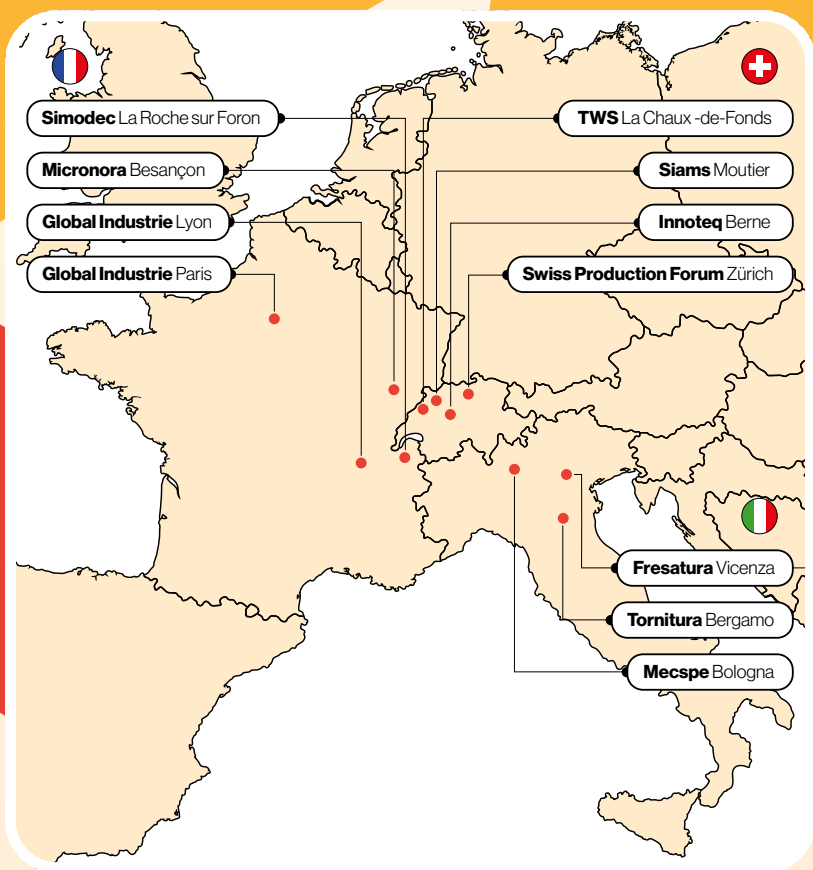 Simodec La Roche sur Foron
Micronora Besançon
Global Industrie Lyon
Global Industrie Paris
TWS La Chaux -de-Fonds
Siams Moutier
Innoteq Berne
Swiss Production Forum Zürich
Fresatura Vicenza
Tornitura Bergamo
Mecspe Bologna